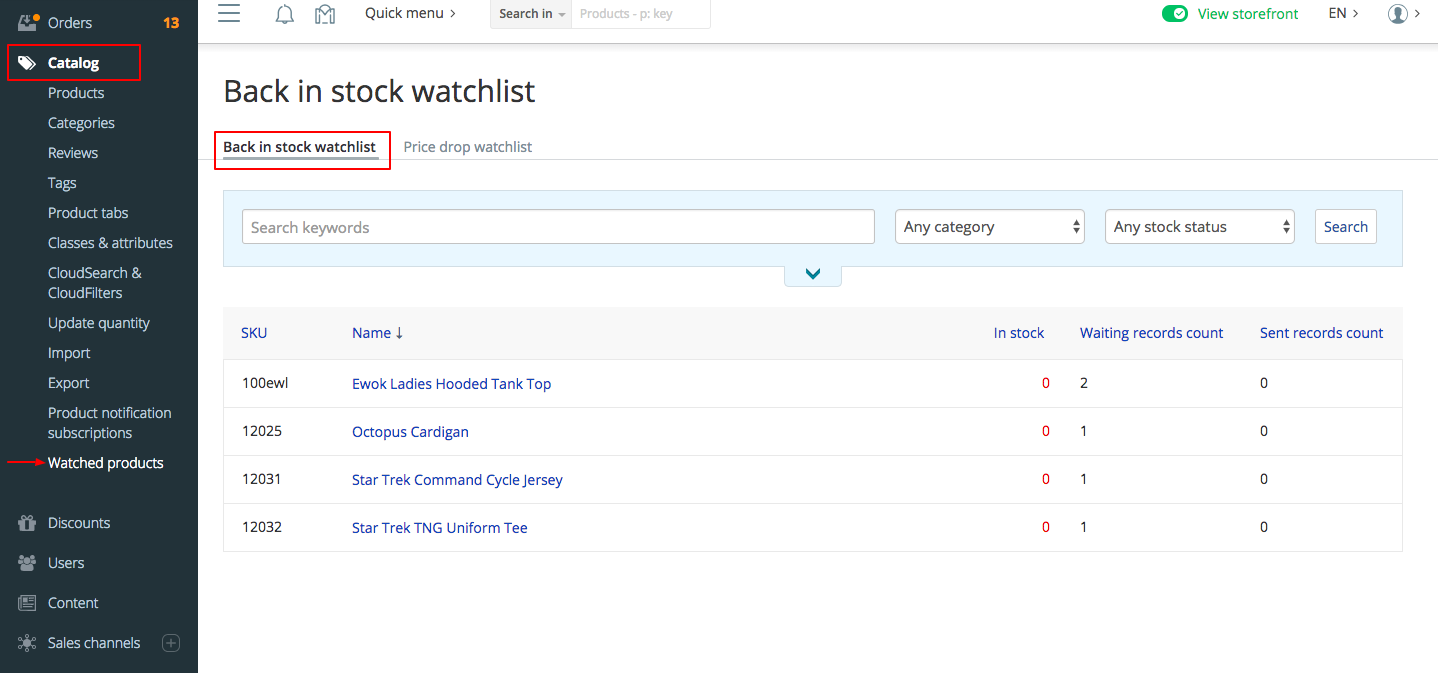 Orders 13
Catalog
Products
Categories
Reviews
Tags
Product tabs
Classes & attributes
CloudSearch &
CloudFilters
Update quantity
Import
Export
Product notification
subscriptions
Watched products
Discounts
Users
Content
Sales channels
Quick menu Search in Products - p: key View storefront EN
Back in stock watchlist
Back in stock watchlist Price drop watchlist
Search keywords Any category Any stock status Search
SKU Name ↓ In stock Waiting records count Sent records count
100ewl Ewok Ladies Hooded Tank Top 0 2 0
12025 Octopus Cardigan 0 1 0
12031 Star Trek Command Cycle Jersey 0 1 0
12032 Star Trek TNG Uniform Tee 0 1 0